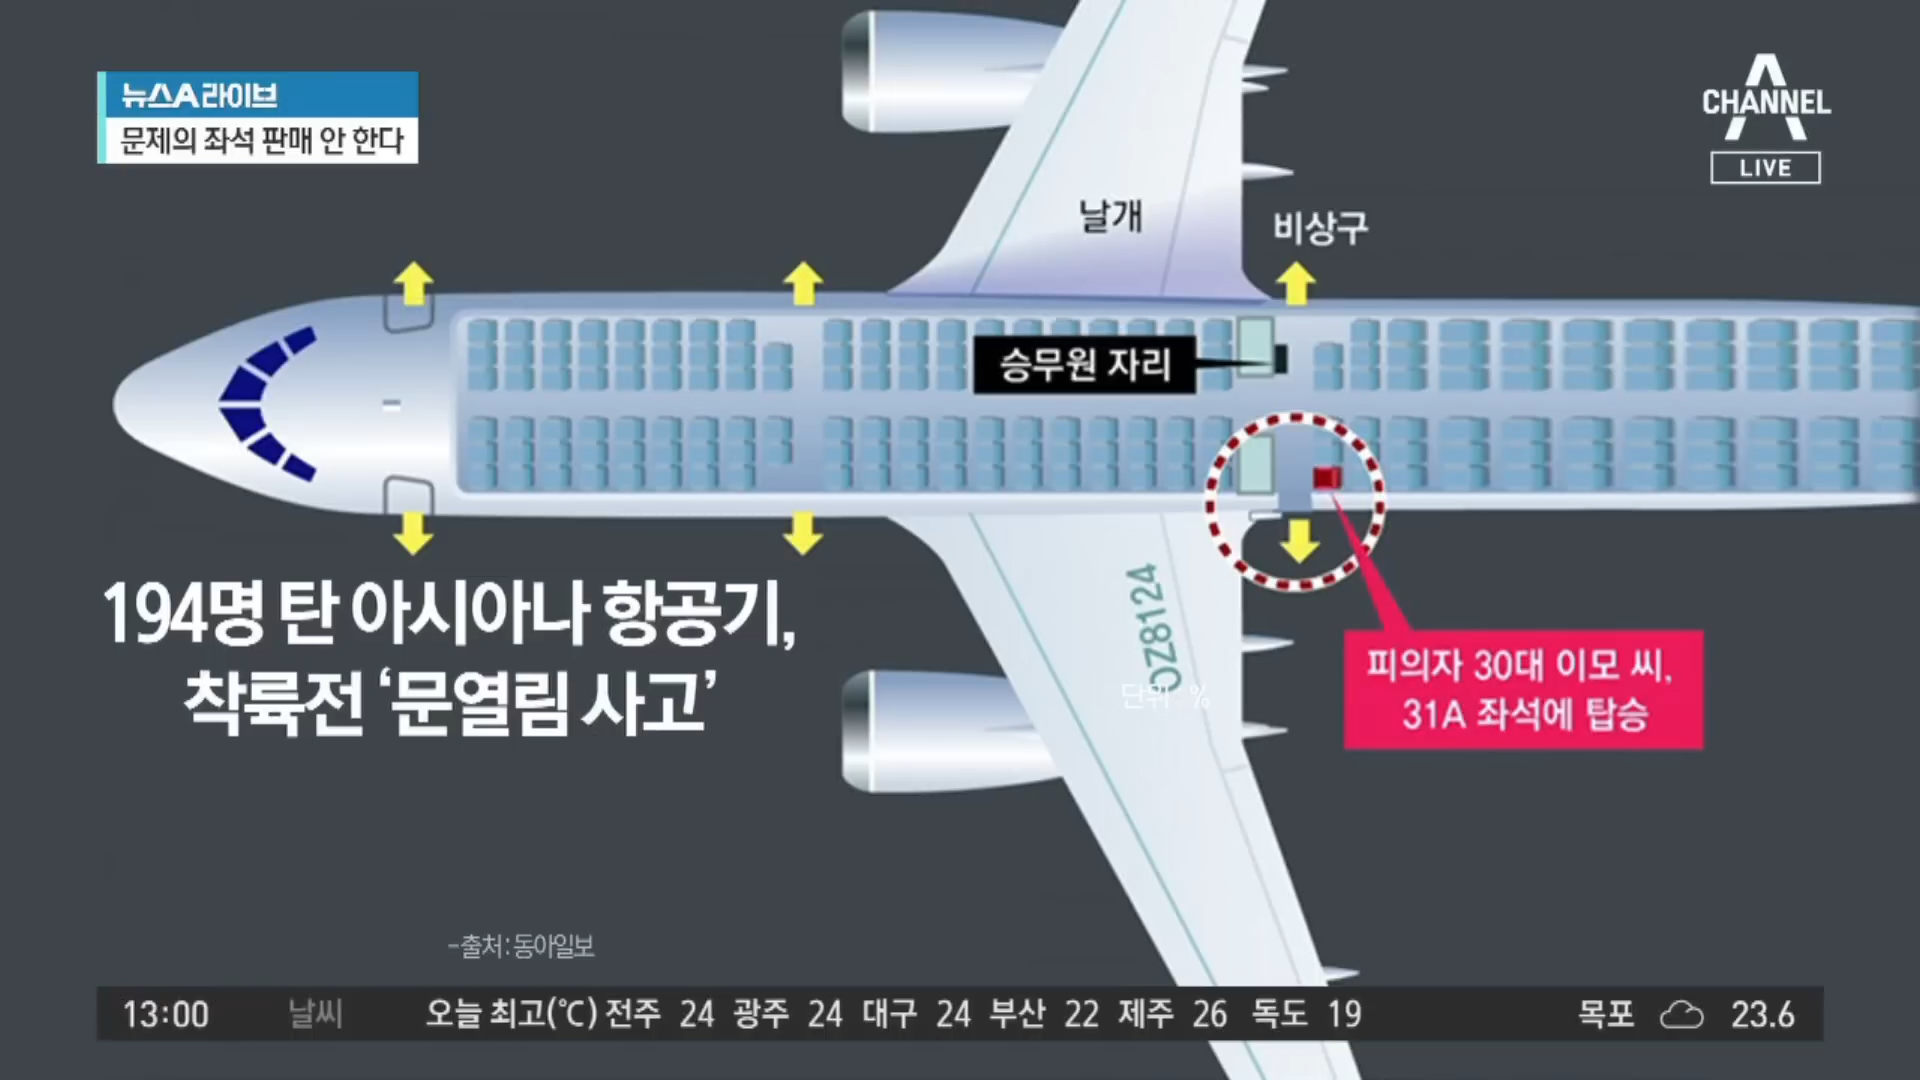 뉴스A 라이브
문제의 좌석 판매 안 한다
CHANNEL A
LIVE
날개
비상구
승무원 자리
194명 탄 아시아나 항공기,
착륙전 ‘문열림 사고’
OZ8124
단위 : %
피의자 30대 이모 씨,
31A 좌석에 탑승
-출처 : 동아일보
13:00 날씨 오늘 최고(℃) 전주 24 광주 24 대구 24 부산 22 제주 26 독도 19 목포 23.6